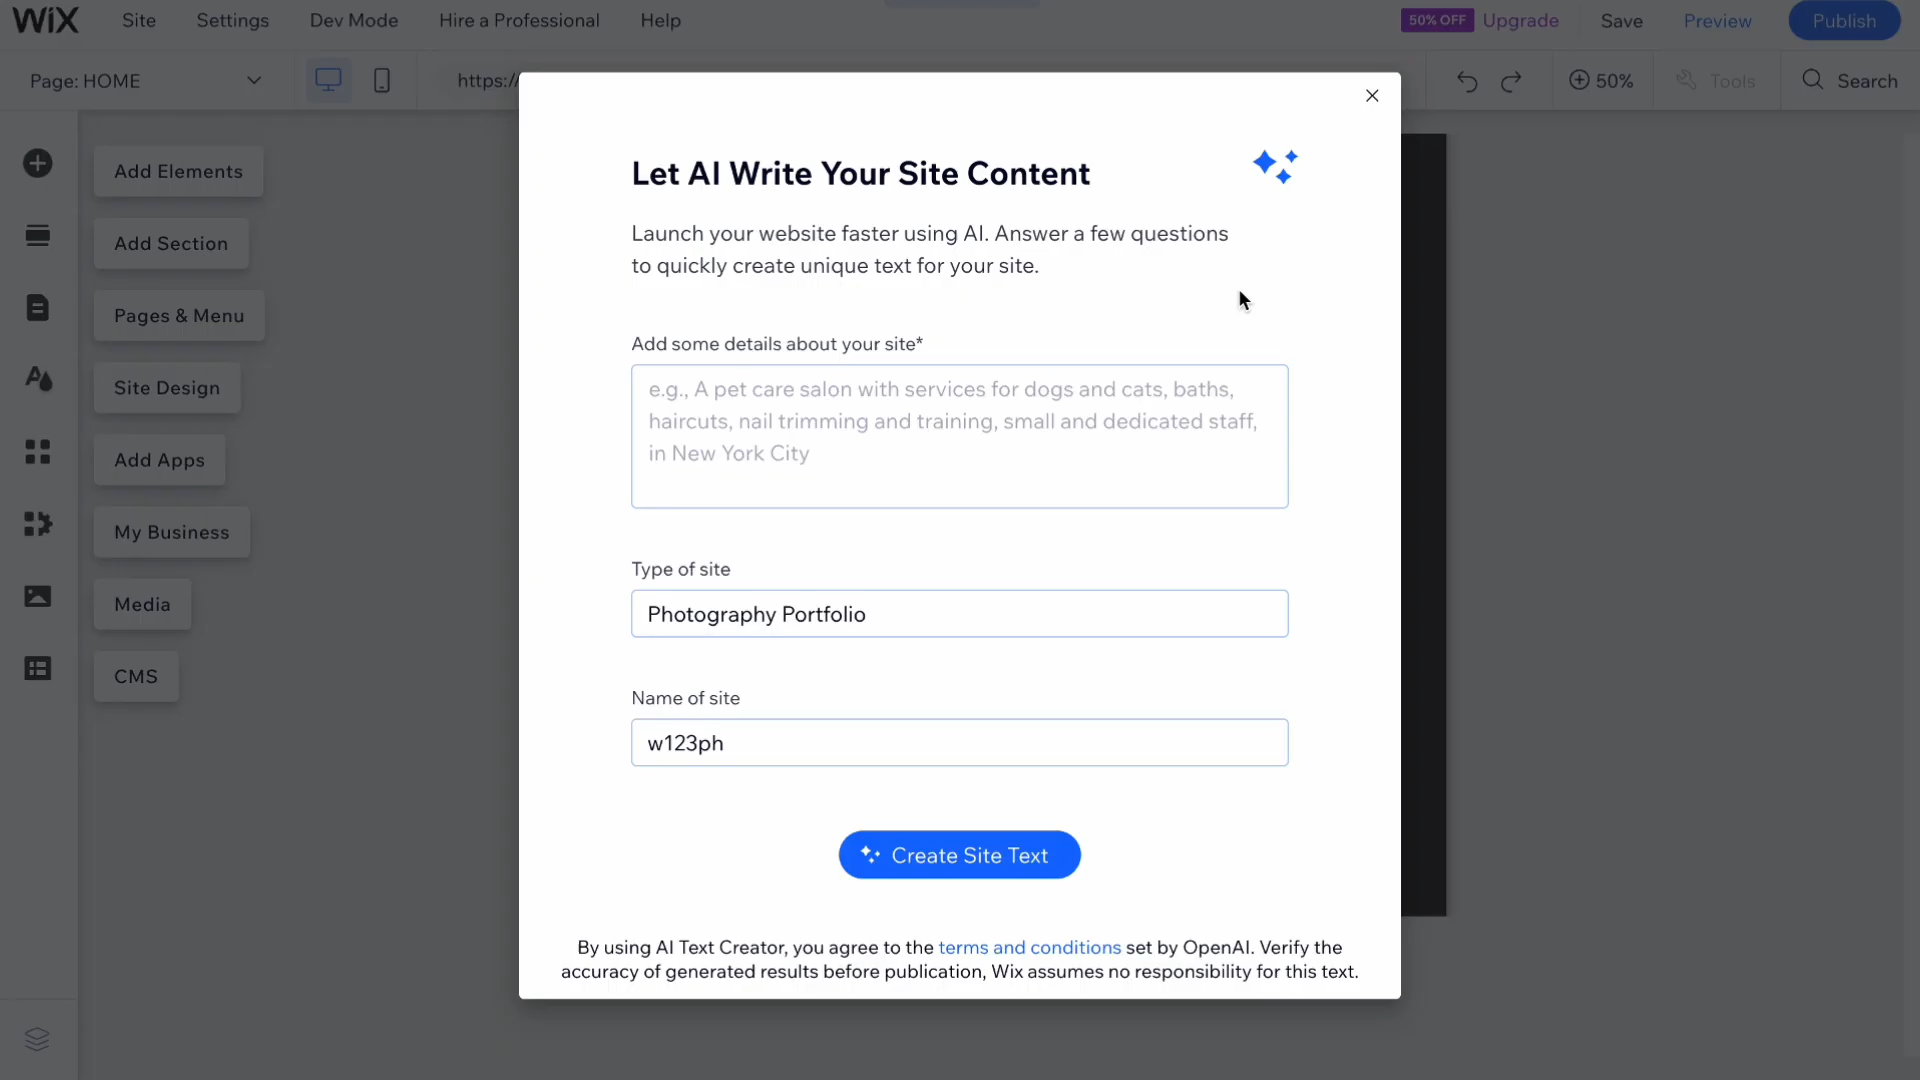 WiX Site Settings Dev Mode Hire a Professional Help 50% OFF Upgrade Save Preview Publish
Page: HOME https:// 50% Tools Search
Let AI Write Your Site Content
Launch your website faster using AI. Answer a few questions
to quickly create unique text for your site.
Add some details about your site*
e.g., A pet care salon with services for dogs and cats, baths,
haircuts, nail trimming and training, small and dedicated staff,
in New York City
Type of site
Photography Portfolio
Name of site
w123ph
Create Site Text
By using AI Text Creator, you agree to the terms and conditions set by OpenAI. Verify the
accuracy of generated results before publication, Wix assumes no responsibility for this text.
Add Elements
Add Section
Pages & Menu
Site Design
Add Apps
My Business
Media
CMS